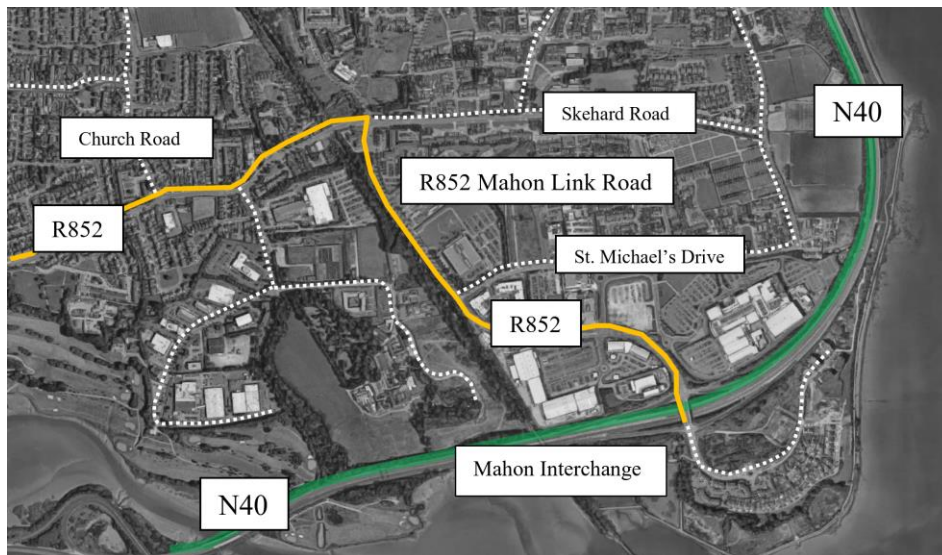 N40
Skehard Road
Church Road
R852 Mahon Link Road
R852
St. Michael's Drive
R852
Mahon Interchange
N40